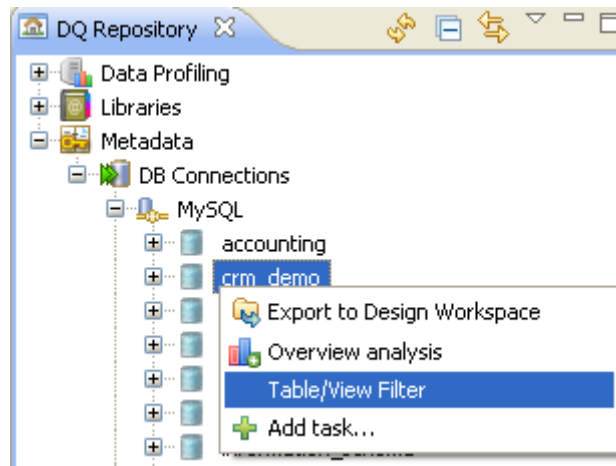 DQ Repository
Data Profiling
Libraries
Metadata
DB Connections
MySQL
accounting
crm_demo
Export to Design Workspace
Overview analysis
Table/View Filter
Add task...